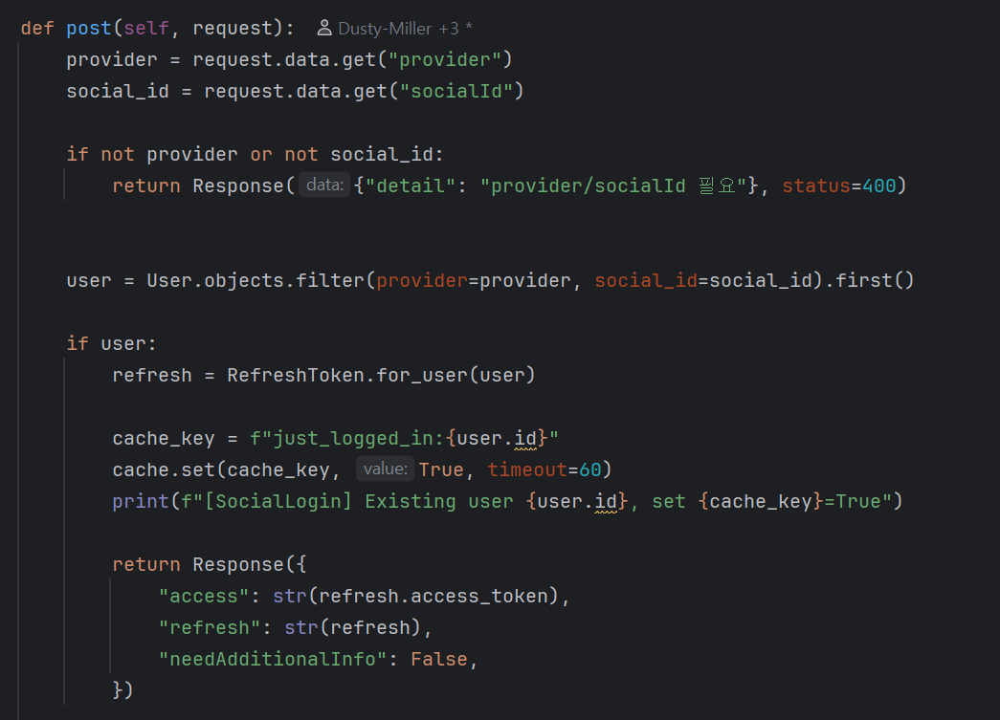 def post(self, request): Dusty-Miller +3 *
    provider = request.data.get("provider")
    social_id = request.data.get("socialId")

    if not provider or not social_id:
        return Response( data: {"detail": "provider/socialId 필요"}, status=400)


    user = User.objects.filter(provider=provider, social_id=social_id).first()

    if user:
        refresh = RefreshToken.for_user(user)

        cache_key = f"just_logged_in:{user.id}"
        cache.set(cache_key, value: True, timeout=60)
        print(f"[SocialLogin] Existing user {user.id}, set {cache_key}=True")

        return Response({
            "access": str(refresh.access_token),
            "refresh": str(refresh),
            "needAdditionalInfo": False,
        })